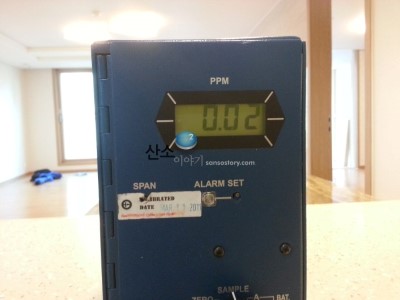 PPM
0.02
산소
이야기 sansostory.com
SPAN
ALARM SET
CALIBRATED
DATE
SAMPLE
ZERO
A
BAT.